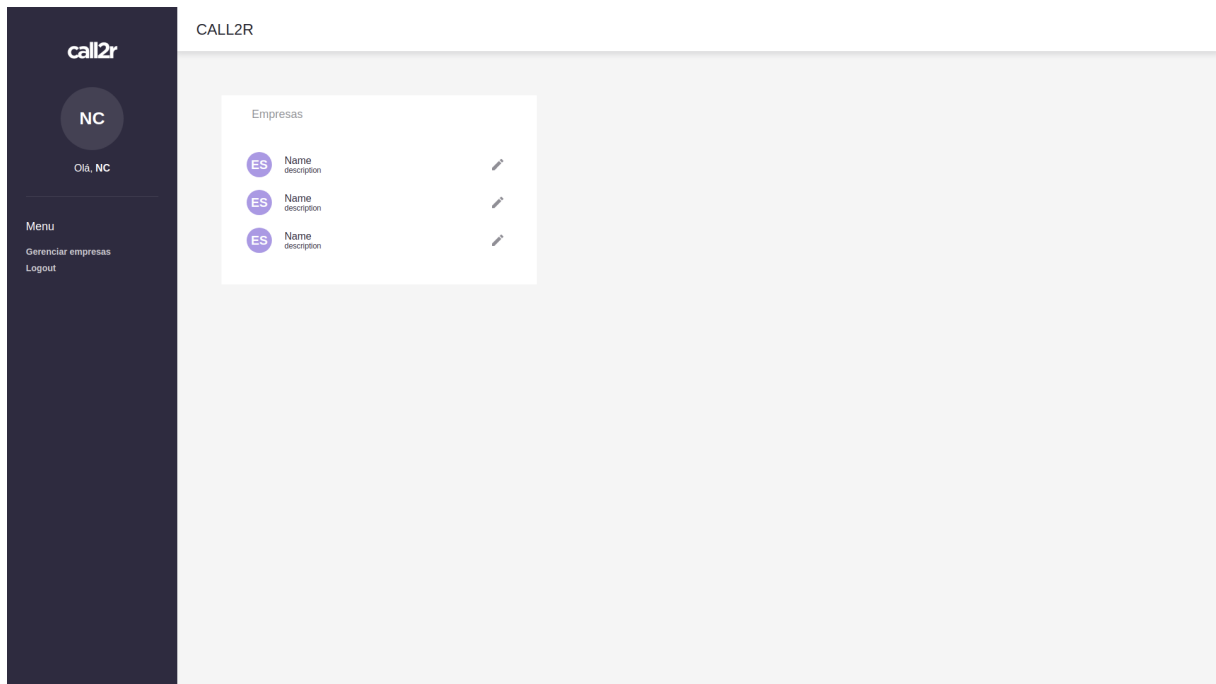 call2r
NC
Olá, NC
Menu
Gerenciar empresas
Logout
CALL2R
Empresas
ES
Name
description
ES
Name
description
ES
Name
description